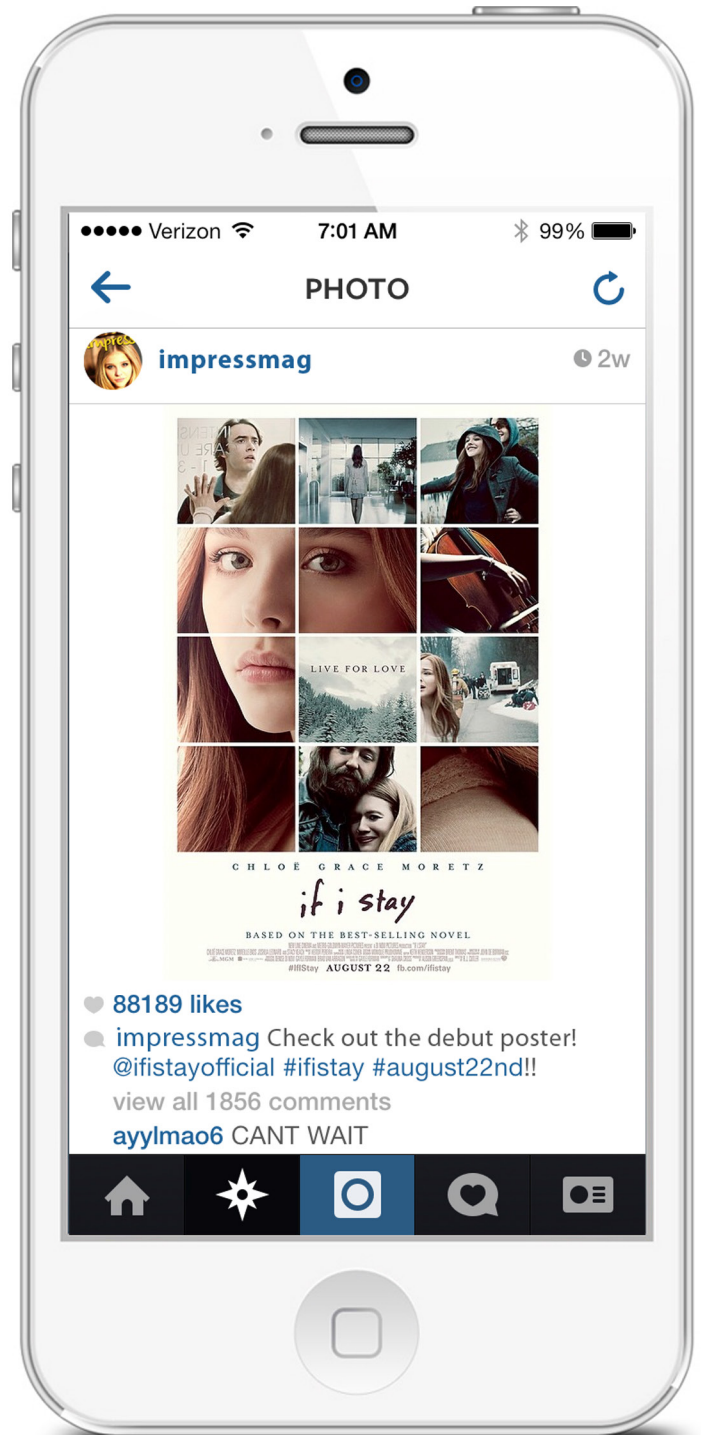 Verizon 7:01 AM 99%
PHOTO
impress
impressmag 2w
LIVE FOR LOVE
CHLOË GRACE MORETZ
if i stay
BASED ON THE BEST-SELLING NOVEL
MGM
#IfIStay AUGUST 22 fb.com/ifistay
88189 likes
impressmag Check out the debut poster!
@ifistayofficial #ifistay #august22nd!!
view all 1856 comments
ayylmao6 CANT WAIT